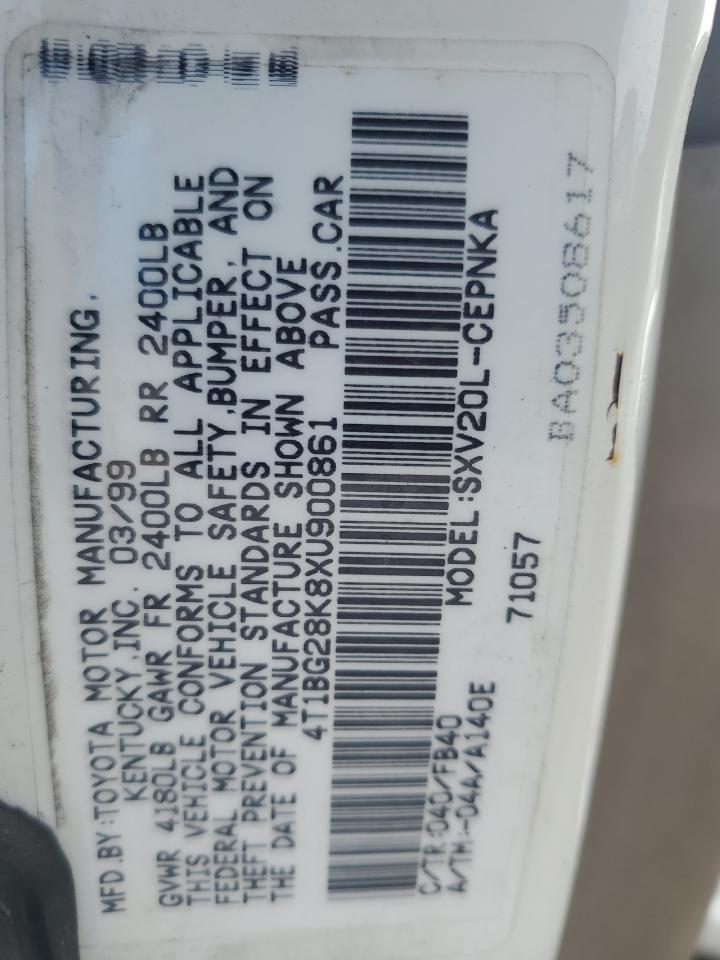 MFD.BY:TOYOTA MOTOR MANUFACTURING,
KENTUCKY,INC. 03/99
GVWR 4180LB GAWR FR 2400LB RR 2400LB
THIS VEHICLE CONFORMS TO ALL APPLICABLE
FEDERAL MOTOR VEHICLE SAFETY,BUMPER, AND
THEFT PREVENTION STANDARDS IN EFFECT ON
THE DATE OF MANUFACTURE SHOWN ABOVE
4T1BG28K8XU900861 PASS.CAR
C/TR:040/FB40 MODEL:SXV20L-CEPNKA
A/TM:-04A/A140E 71057
BA03508617